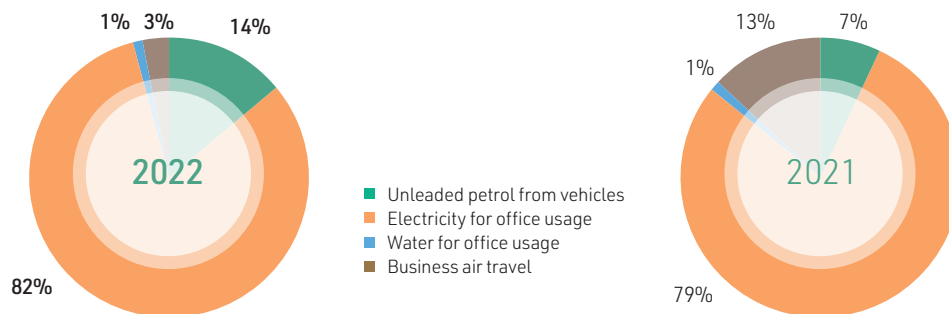 1%
3%
14%
2022
82%
Unleaded petrol from vehicles
Electricity for office usage
Water for office usage
Business air travel
13%
7%
1%
2021
79%